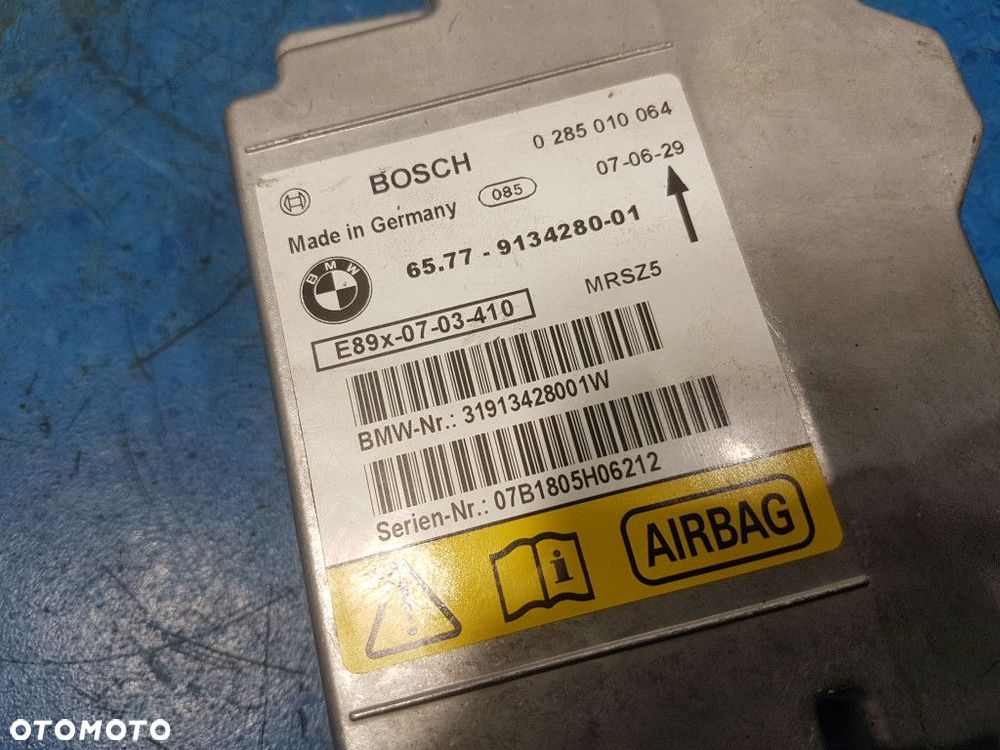 BOSCH 0 285 010 064
Made in Germany 085 07-06-29
BMW 65.77 - 9134280-01
E89x-07-03-410 MRSZ5
BMW-Nr.: 31913428001W
Serien-Nr.: 07B1805H06212
i AIRBAG
OTOMOTO